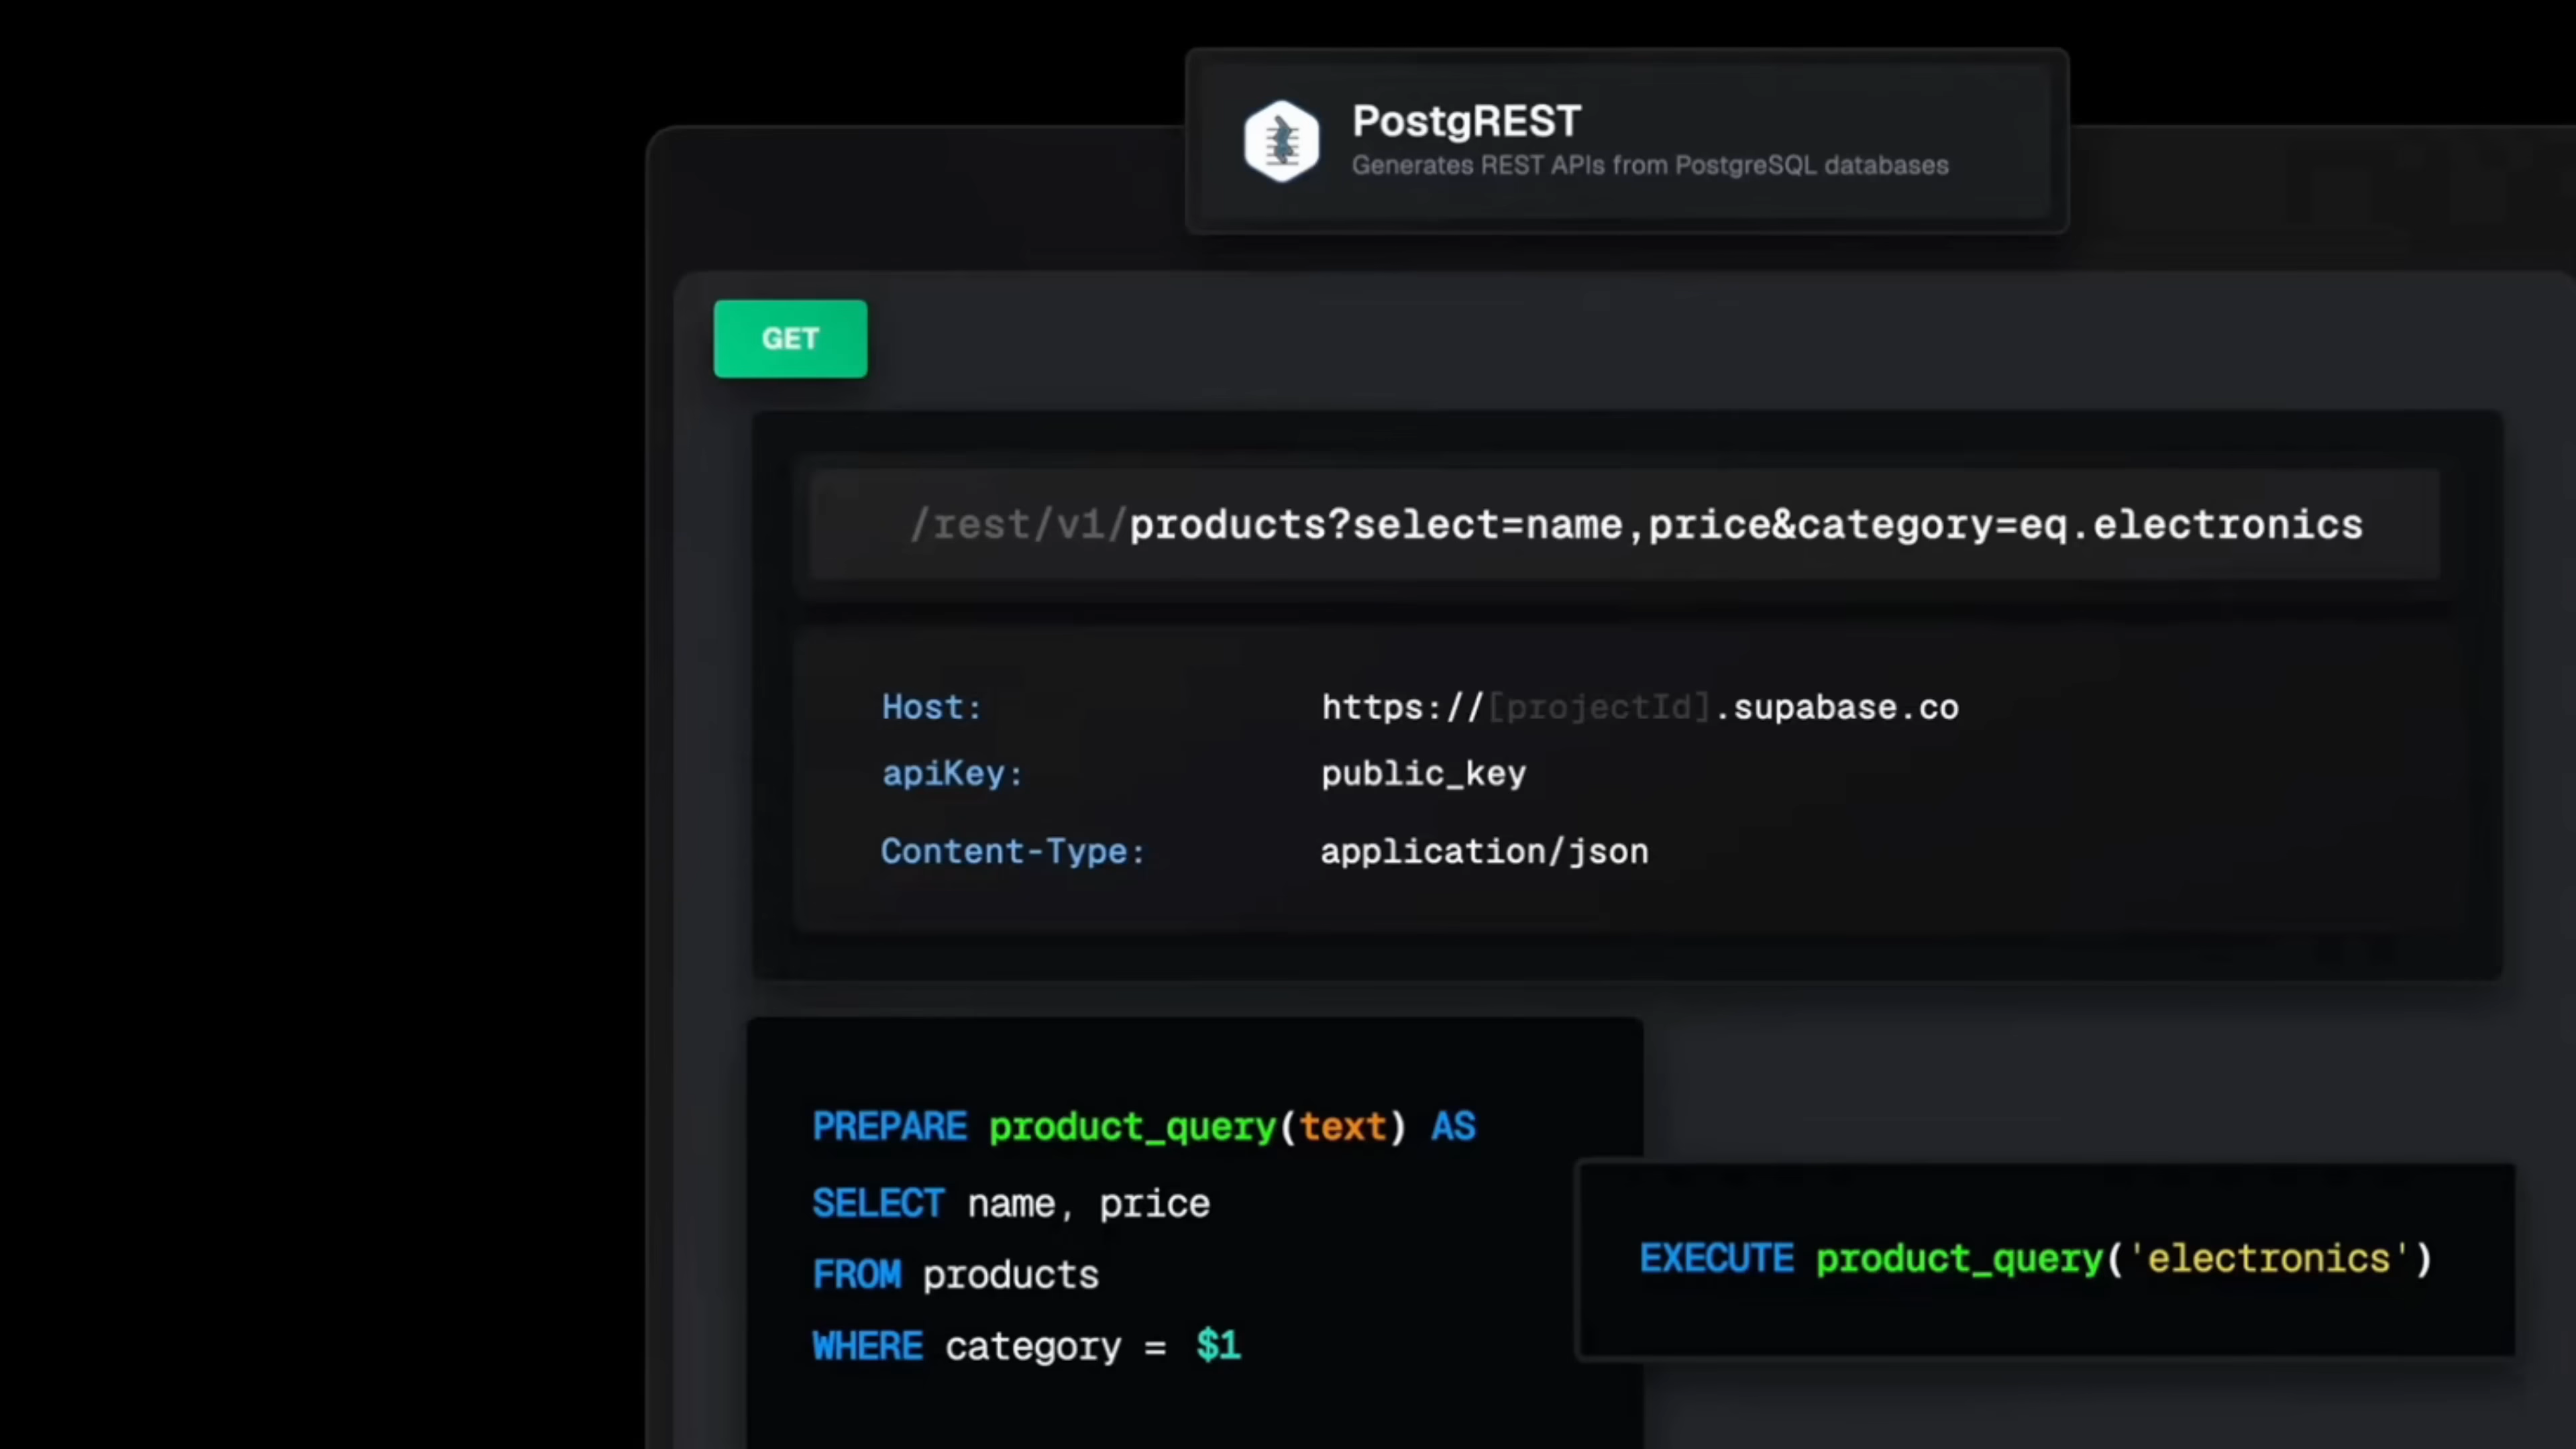 PostgREST
Generates REST APIs from PostgreSQL databases
GET
/rest/v1/products?select=name,price&category=eq.electronics
Host: https://[projectId].supabase.co
apiKey: public_key
Content-Type: application/json
PREPARE product_query(text) AS
SELECT name, price
FROM products
WHERE category = $1
EXECUTE product_query('electronics')